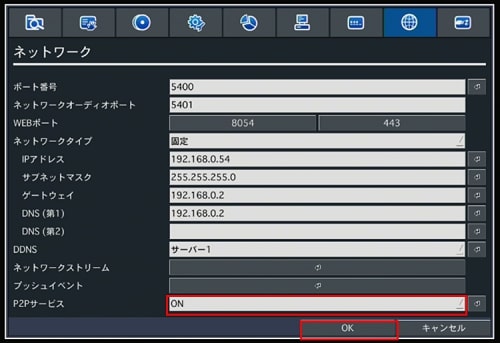 ネットワーク
ポート番号 5400
ネットワークオーディオポート 5401
WEBポート 8054 443
ネットワークタイプ 固定
IPアドレス 192.168.0.54
サブネットマスク 255.255.255.0
ゲートウェイ 192.168.0.2
DNS (第1) 192.168.0.2
DNS (第2)
DDNS サーバー1
ネットワークストリーム
プッシュイベント
P2Pサービス ON
OK キャンセル